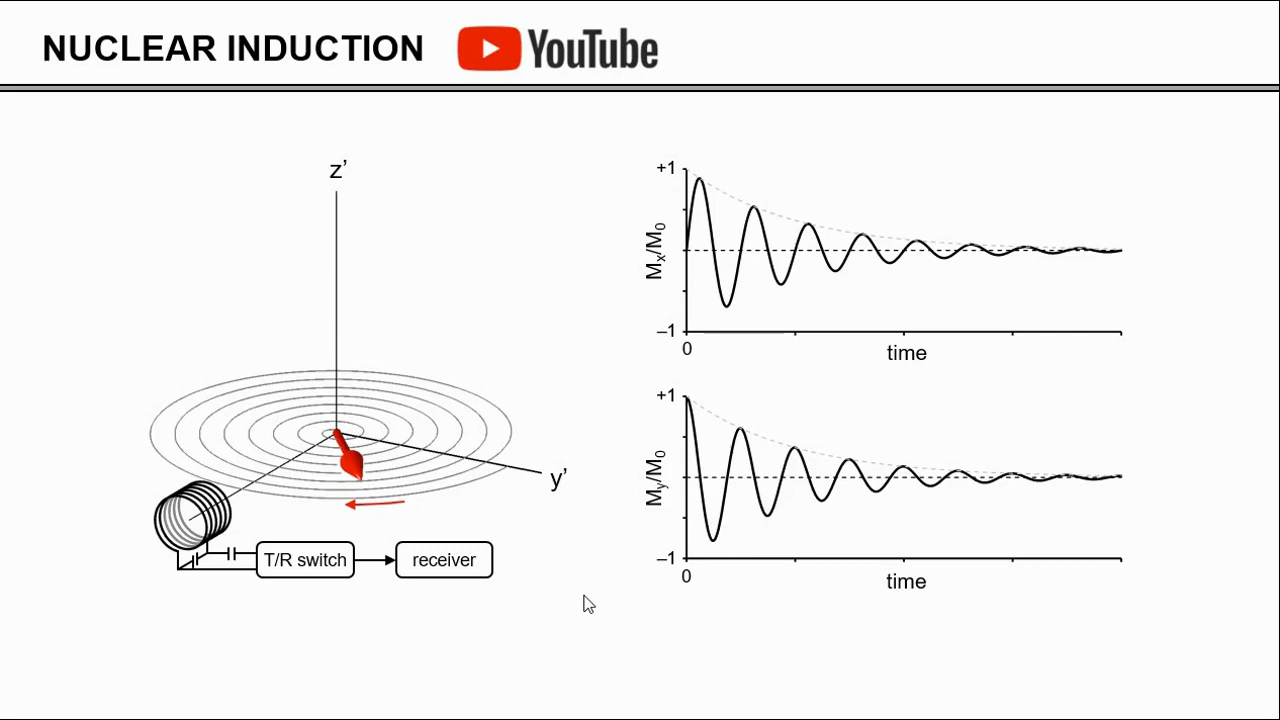 NUCLEAR INDUCTION YouTube
z’
y’
T/R switch
receiver
+1
Mx/M0
–1
0
time
+1
My/M0
–1
0
time